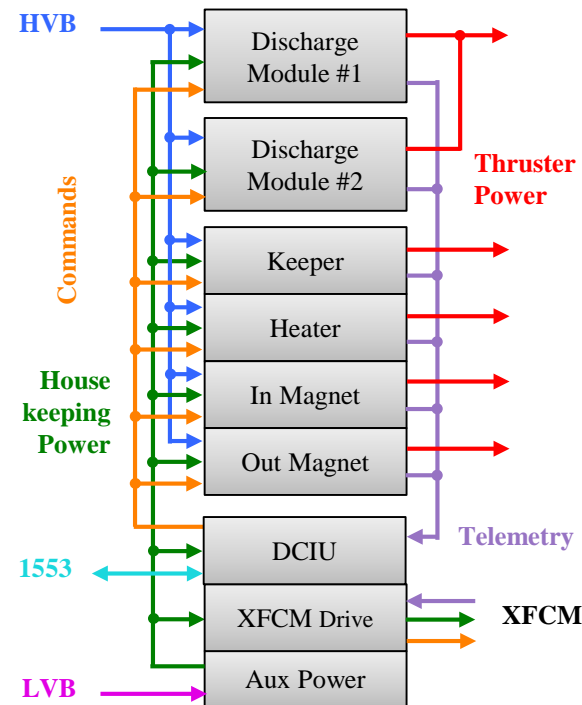 HVB
Discharge
Module #1
Discharge
Module #2
Thruster
Power
Commands
Keeper
Heater
House
keeping
Power
In Magnet
Out Magnet
DCIU
Telemetry
1553
XFCM Drive
XFCM
Aux Power
LVB